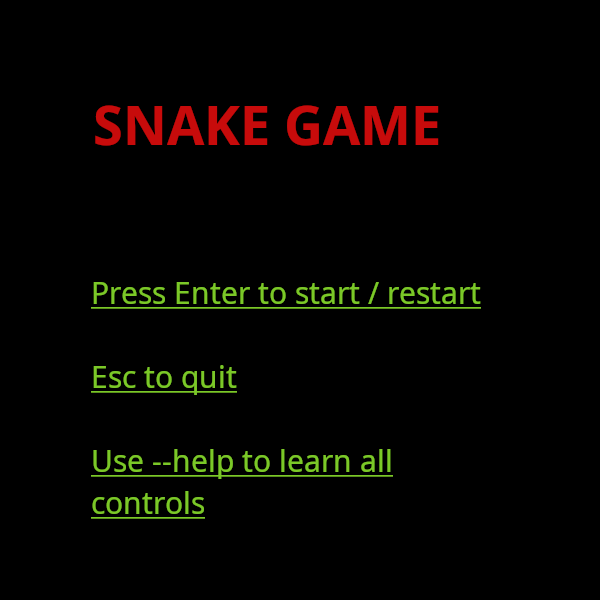 SNAKE GAME
Press Enter to start / restart
Esc to quit
Use --help to learn all
controls